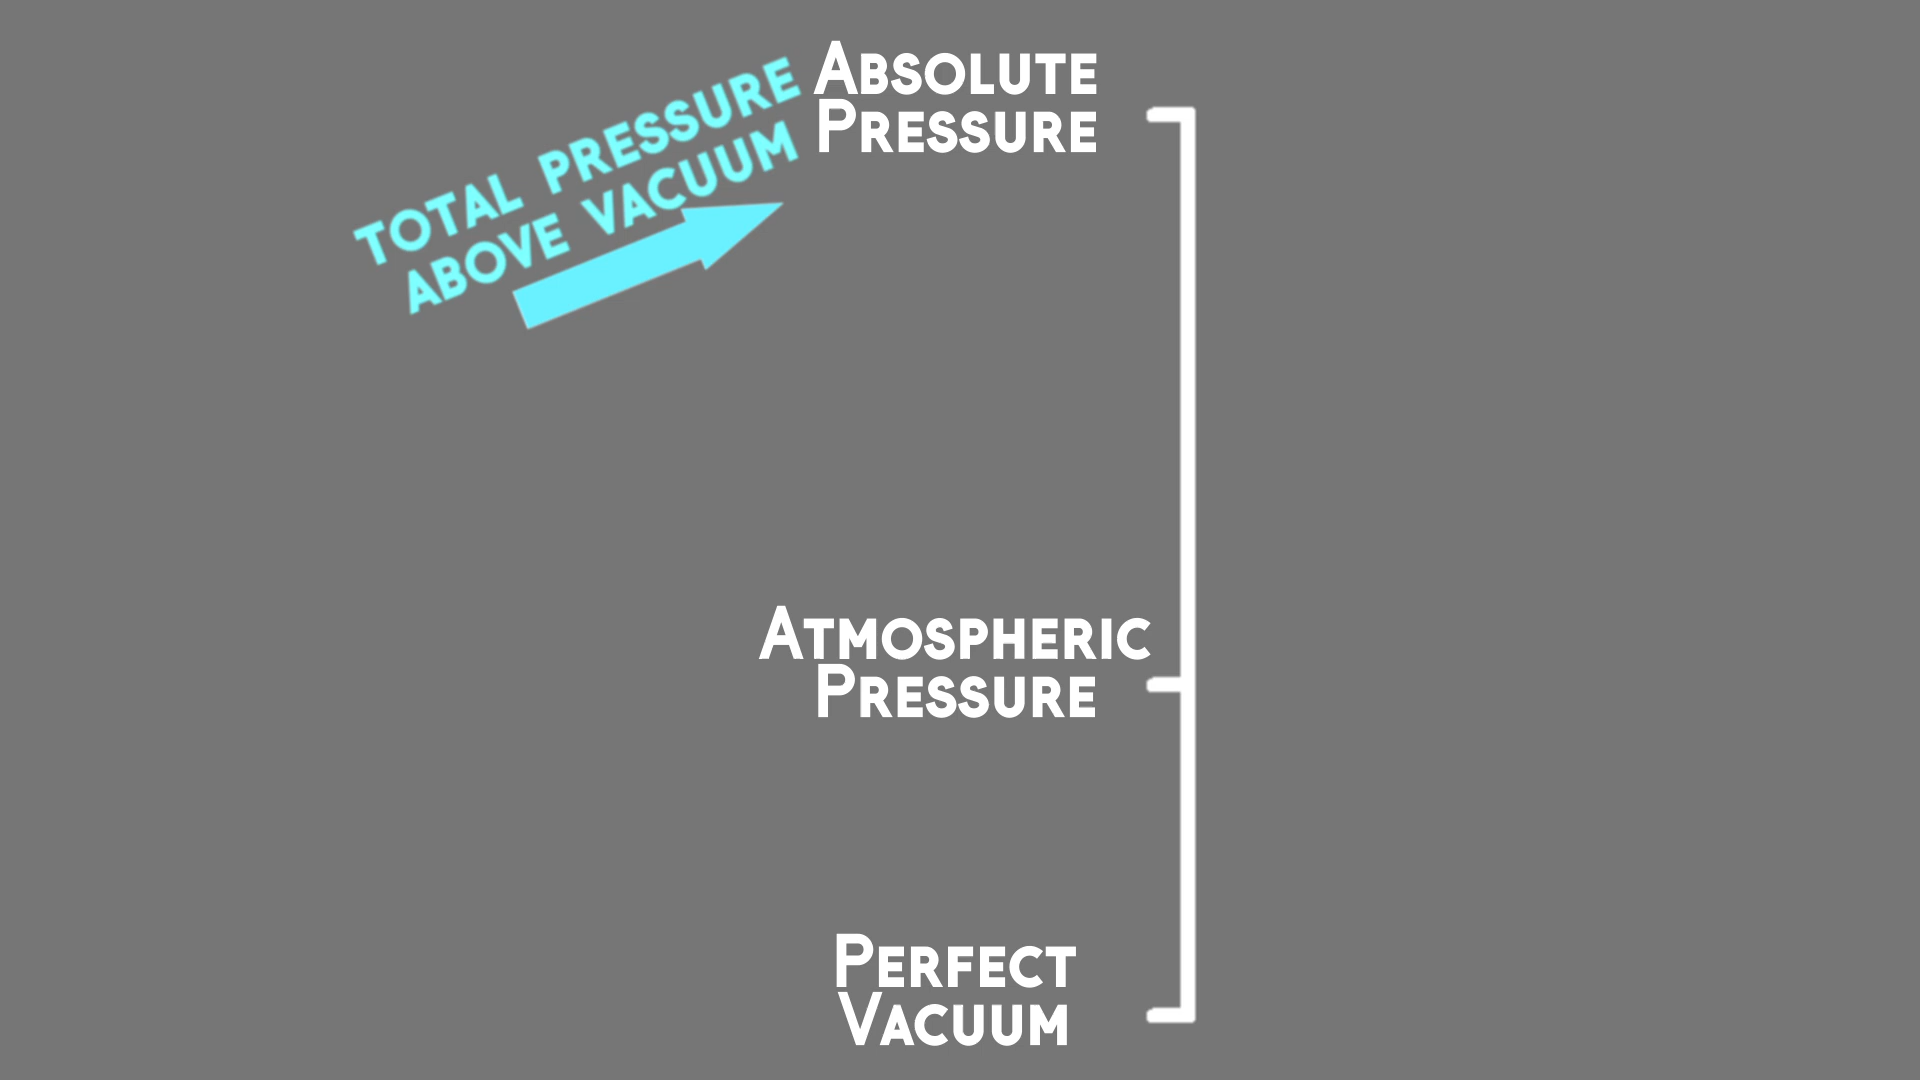 Absolute
Pressure
TOTAL PRESSURE
ABOVE VACUUM
Atmospheric
Pressure
Perfect
Vacuum